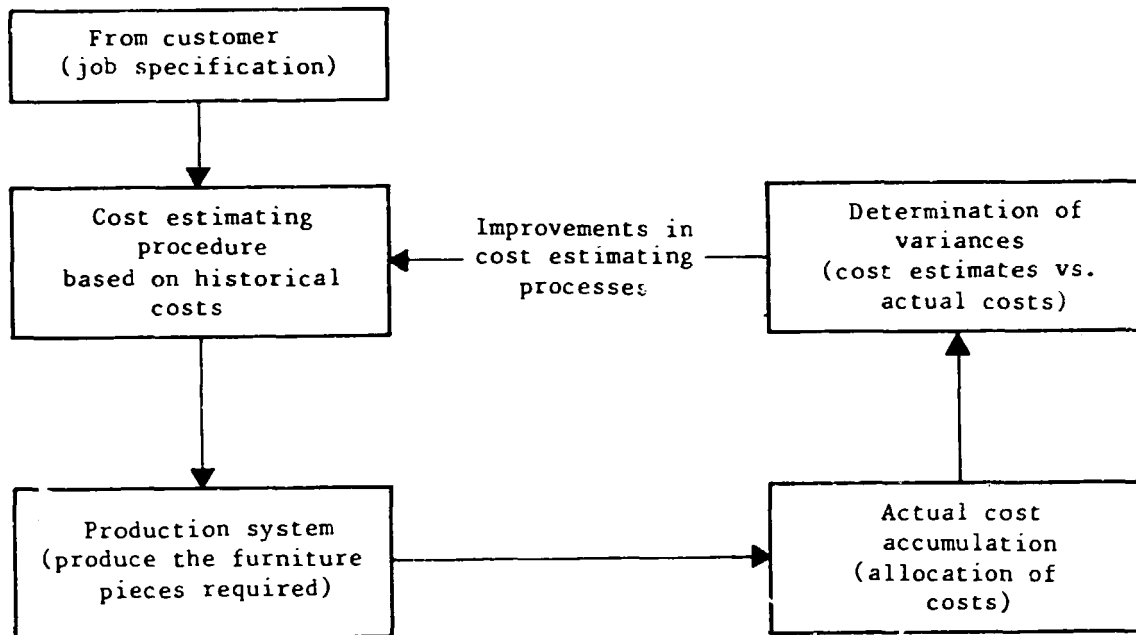 From customer
(job specification)
Cost estimating
procedure
based on historical
costs
Improvements in
cost estimating
processes
Determination of
variances
(cost estimates vs.
actual costs)
Production system
(produce the furniture
pieces required)
Actual cost
accumulation
(allocation of
costs)